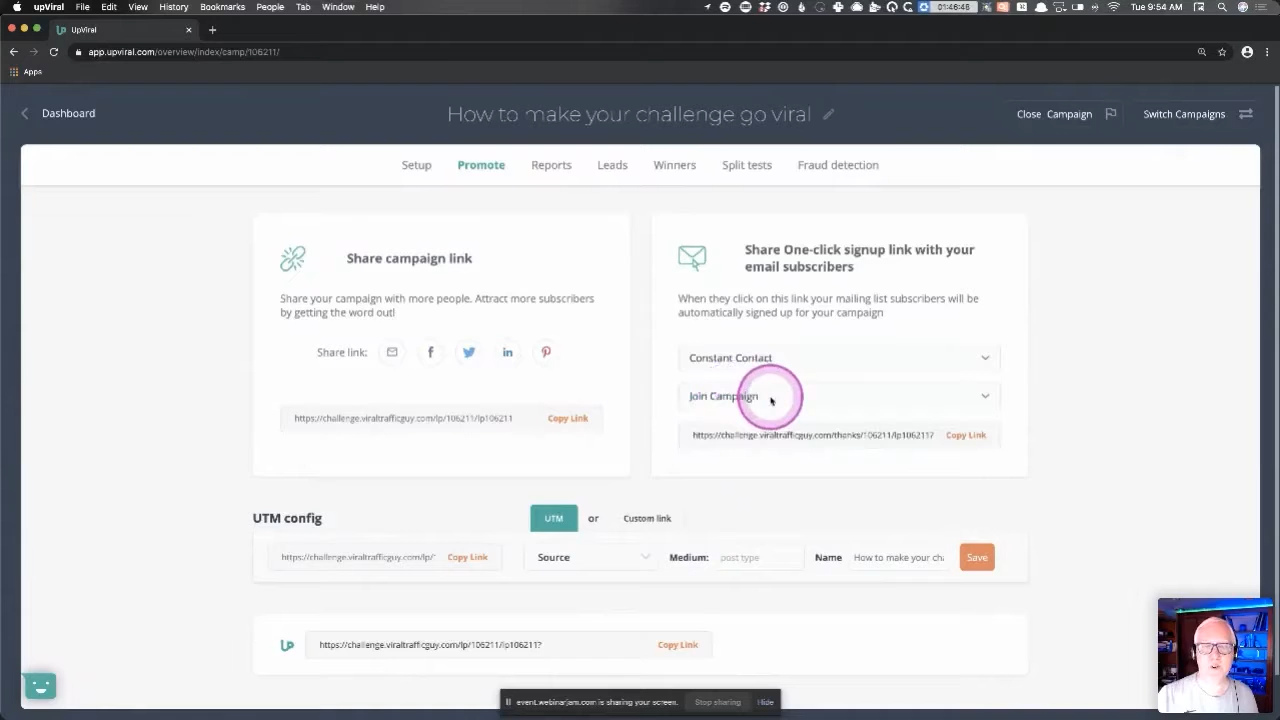 upViral File Edit View History Bookmarks People Tab Window Help
01:46:48 Tue 9:54 AM
UpViral
app.upviral.com/overview/index/camp/106211/
Apps
Dashboard
How to make your challenge go viral
Close Campaign
Switch Campaigns
Setup Promote Reports Leads Winners Split tests Fraud detection
Share campaign link
Share your campaign with more people. Attract more subscribers
by getting the word out!
Share link:
https://challenge.viraltrafficguy.com/lp/106211/lp106211 Copy Link
Share One-click signup link with your
email subscribers
When they click on this link your mailing list subscribers will be
automatically signed up for your campaign
Constant Contact
Join Campaign
https://challenge.viraltrafficguy.com/thanks/106211/lp106211? Copy Link
UTM config
UTM or Custom link
https://challenge.viraltrafficguy.com/lp/ Copy Link Source Medium: post type Name How to make your cha Save
UP https://challenge.viraltrafficguy.com/lp/106211/lp106211? Copy Link
event.webinarjam.com is sharing your screen. Stop sharing Hide